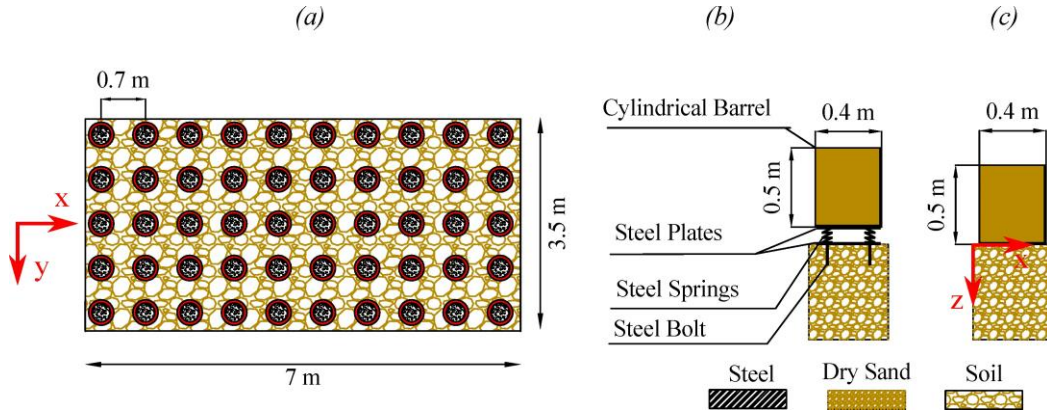 (a)
(b)
(c)
0.7 m
x
y
3.5 m
7 m
Cylindrical Barrel
0.4 m
0.5 m
Steel Plates
Steel Springs
Steel Bolt
0.4 m
0.5 m
x
z
Steel
Dry Sand
Soil